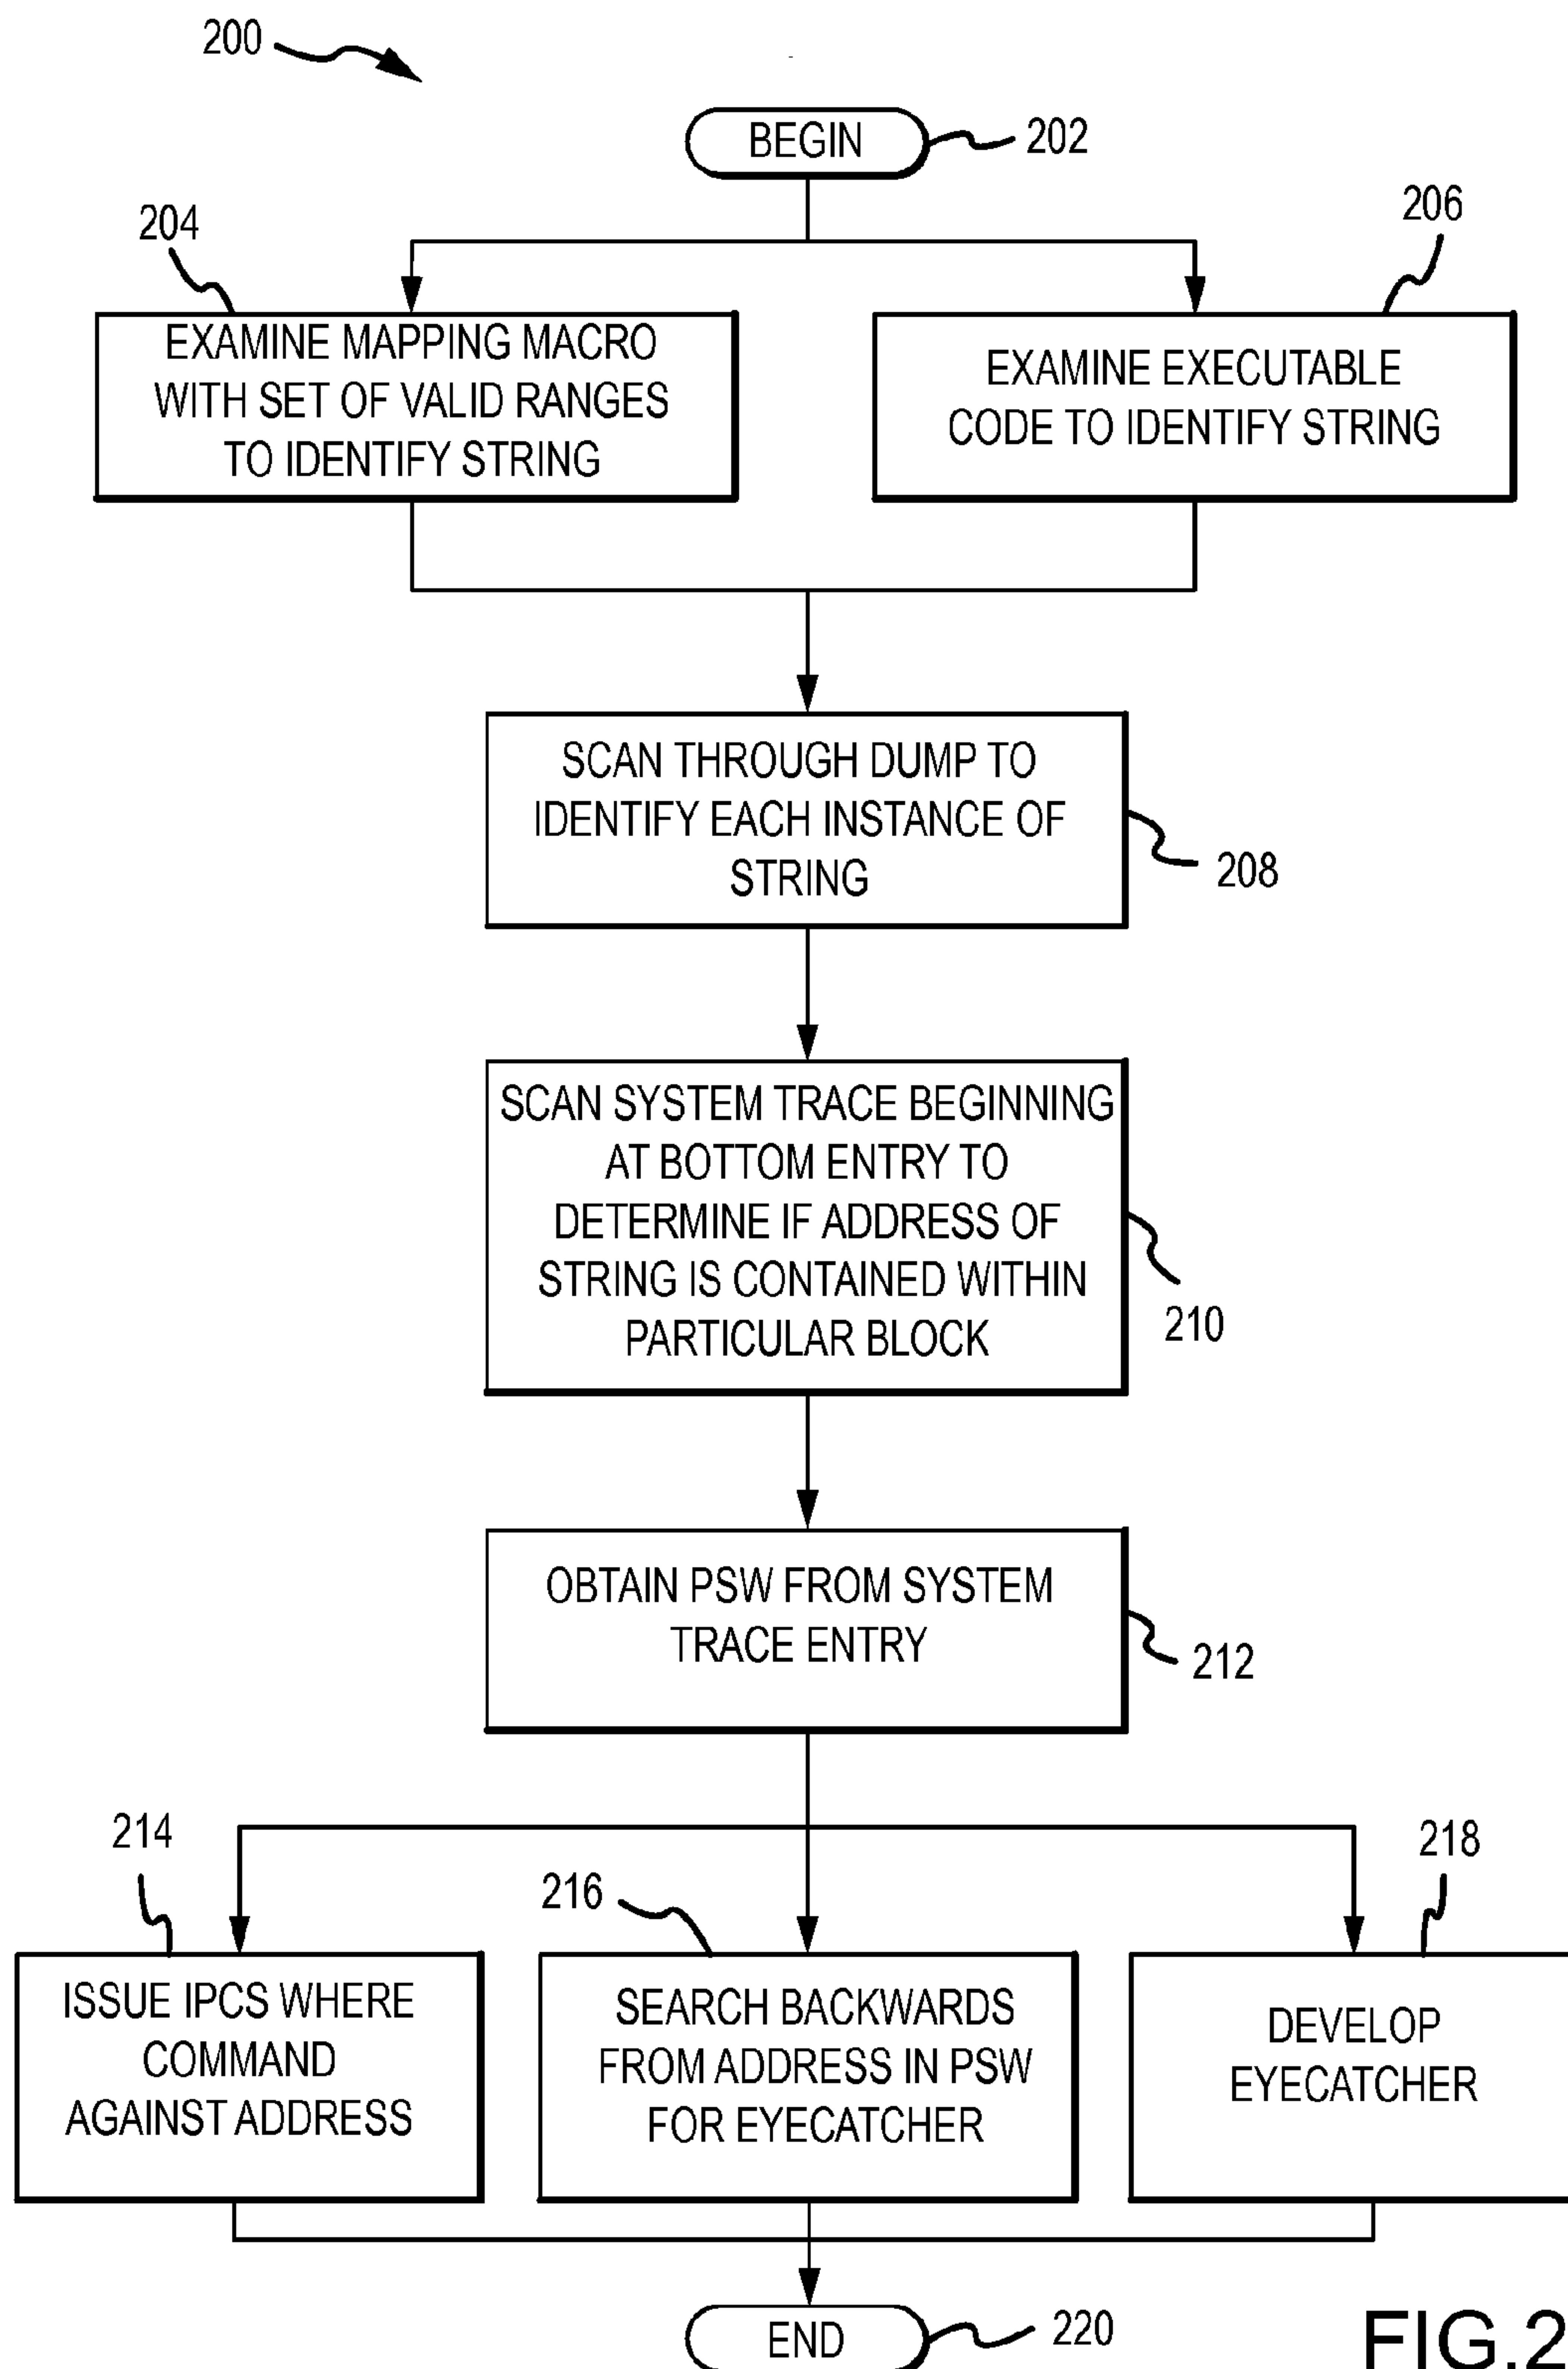 200
BEGIN
202
204
206
EXAMINE MAPPING MACRO
WITH SET OF VALID RANGES
TO IDENTIFY STRING
EXAMINE EXECUTABLE
CODE TO IDENTIFY STRING
SCAN THROUGH DUMP TO
IDENTIFY EACH INSTANCE OF
STRING
208
SCAN SYSTEM TRACE BEGINNING
AT BOTTOM ENTRY TO
DETERMINE IF ADDRESS OF
STRING IS CONTAINED WITHIN
PARTICULAR BLOCK
210
OBTAIN PSW FROM SYSTEM
TRACE ENTRY
212
214
216
218
ISSUE IPCS WHERE
COMMAND
AGAINST ADDRESS
SEARCH BACKWARDS
FROM ADDRESS IN PSW
FOR EYECATCHER
DEVELOP
EYECATCHER
END
220
FIG.2